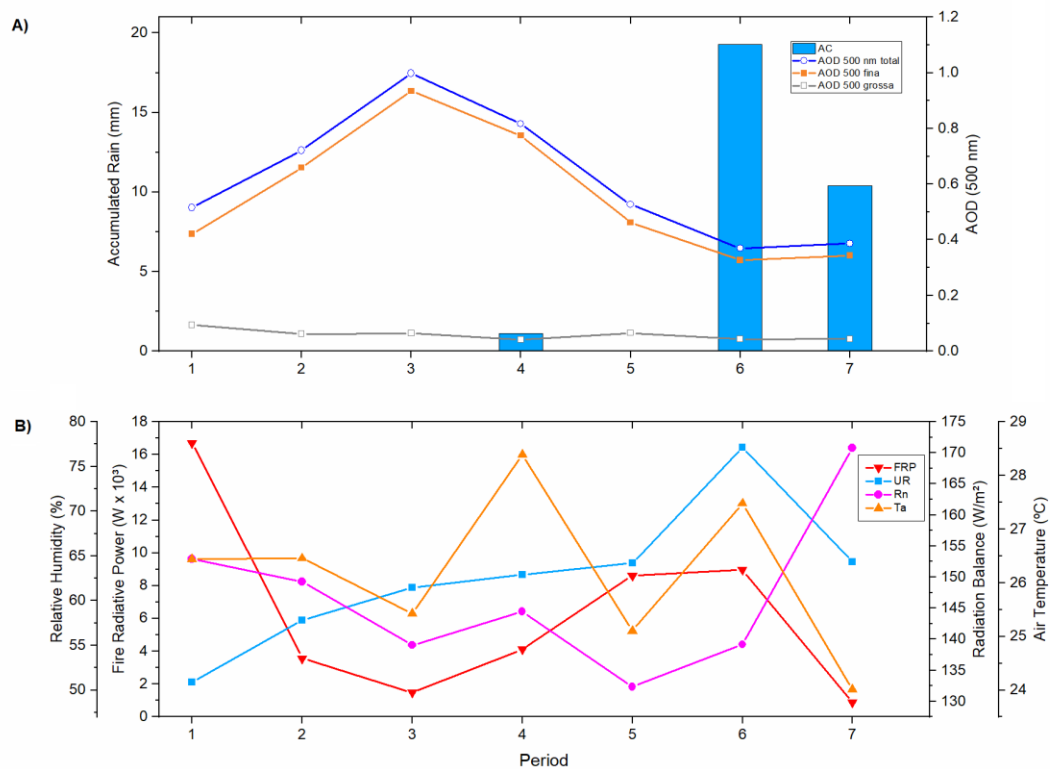 A)
Accumulated Rain (mm)
20
15
10
5
0
AC
AOD 500 nm total
AOD 500 fina
AOD 500 grossa
1.2
1.0
0.8
0.6
0.4
0.2
0.0
AOD (500 nm)
1 2 3 4 5 6 7
B)
Relative Humidity (%)
80
75
70
65
60
55
50
Fire Radiative Power (W x 10³)
18
16
14
12
10
8
6
4
2
0
FRP
UR
Rn
Ta
175
170
165
160
155
150
145
140
135
130
Radiation Balance (W/m²)
29
28
27
26
25
24
Air Temperature (ºC)
1 2 3 4 5 6 7
Period